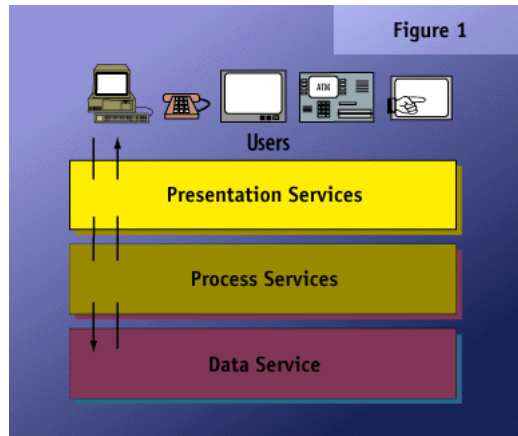 Figure 1
ATM
Users
Presentation Services
Process Services
Data Service